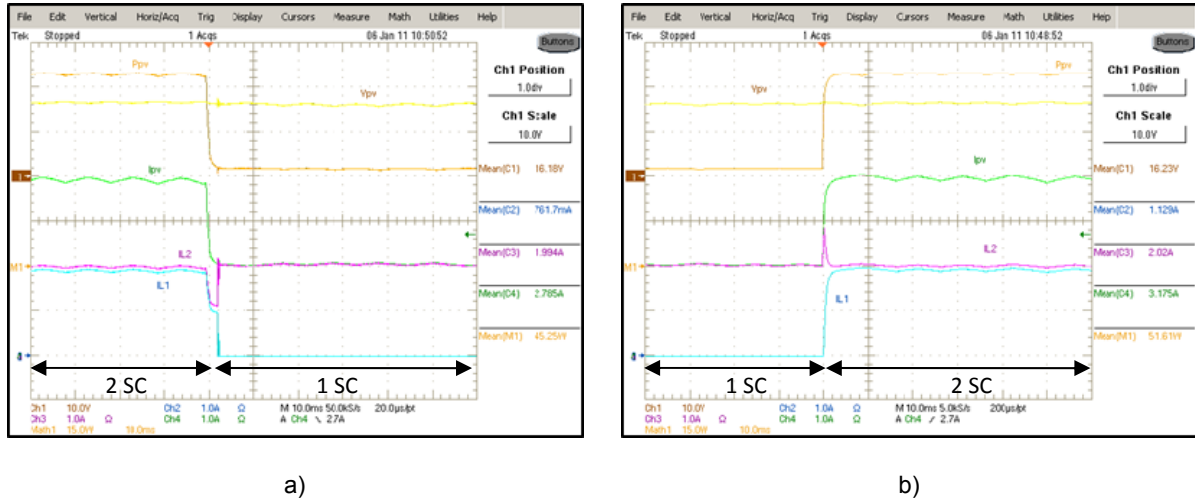 File Edit Vertical Horiz/Acq Trig Display Cursors Measure Math Utilities Help
Tek Stopped 1 Acqs 06 Jan 11 10:50:52 Buttons
Ppv
Vpv
Ipv
IL2
IL1
1
M1
Ch1 Position
1.0div
Ch1 Scale
10.0V
Mean(C1) 16.18V
Mean(C2) 761.7mA
Mean(C3) 1.994A
Mean(C4) 2.785A
Mean(M1) 45.25W
2 SC 1 SC
Ch1 10.0V Ch2 1.0A Ω M 10.0ms 50.0kS/s 20.0µs/pt
Ch3 1.0A Ω Ch4 1.0A Ω A Ch4 \ 2.7A
Math1 15.0W 10.0ms
a)
File Edit Vertical Horiz/Acq Trig Display Cursors Measure Math Utilities Help
Tek Stopped 1 Acqs 06 Jan 11 10:48:52 Buttons
Ppv
Vpv
Ipv
IL2
IL1
1
M1
Ch1 Position
1.0div
Ch1 Scale
10.0V
Mean(C1) 16.23V
Mean(C2) 1.129A
Mean(C3) 2.02A
Mean(C4) 3.175A
Mean(M1) 51.61W
1 SC 2 SC
Ch1 10.0V Ch2 1.0A Ω M 10.0ms 5.0kS/s 200µs/pt
Ch3 1.0A Ω Ch4 1.0A Ω A Ch4 / 2.7A
Math1 15.0W 10.0ms
b)